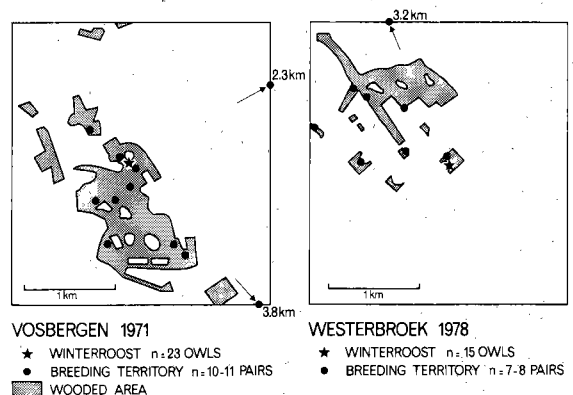 2.3km
1km
3.8km
3.2km
1km
VOSBERGEN 1971
★ WINTERROOST n=23 OWLS
● BREEDING TERRITORY n=10-11 PAIRS
WOODED AREA
WESTERBROEK 1978
★ WINTERROOST n=15 OWLS
● BREEDING TERRITORY n=7-8 PAIRS